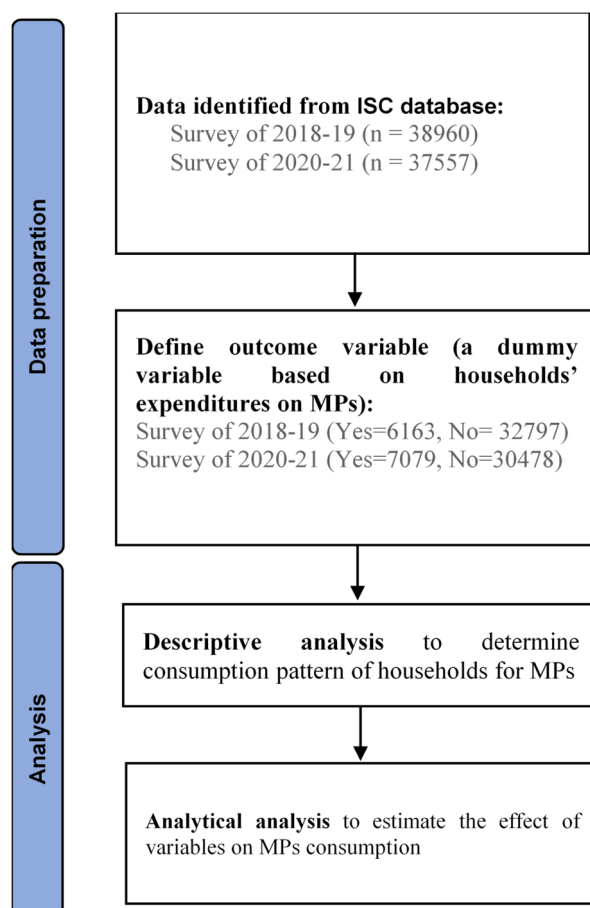 Data preparation
Data identified from ISC database:
Survey of 2018-19 (n = 38960)
Survey of 2020-21 (n = 37557)
Define outcome variable (a dummy
variable based on households’
expenditures on MPs):
Survey of 2018-19 (Yes=6163, No= 32797)
Survey of 2020-21 (Yes=7079, No=30478)
Analysis
Descriptive analysis to determine
consumption pattern of households for MPs
Analytical analysis to estimate the effect of
variables on MPs consumption